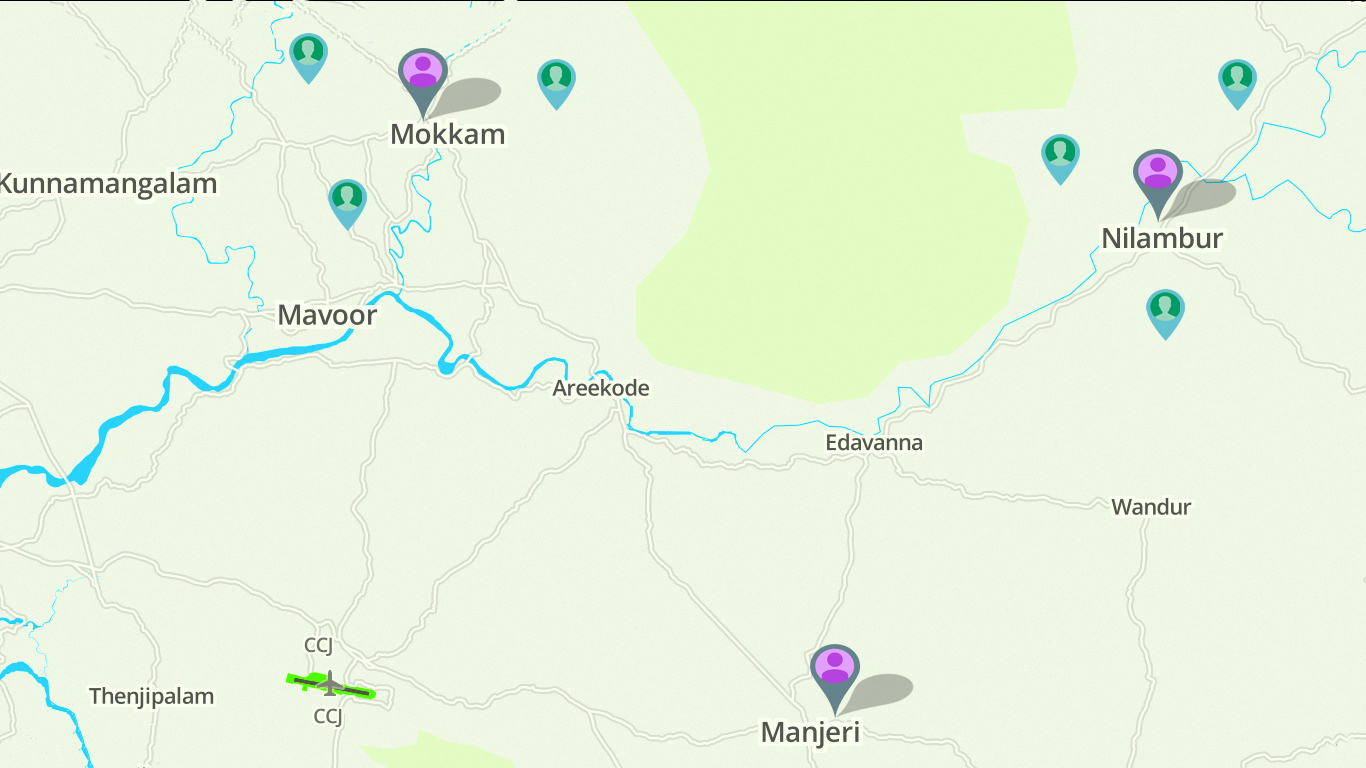 Mokkam
Kunnamangalam
Nilambur
Mavoor
Areekode
Edavanna
Wandur
CCJ
Thenjipalam
CCJ
Manjeri